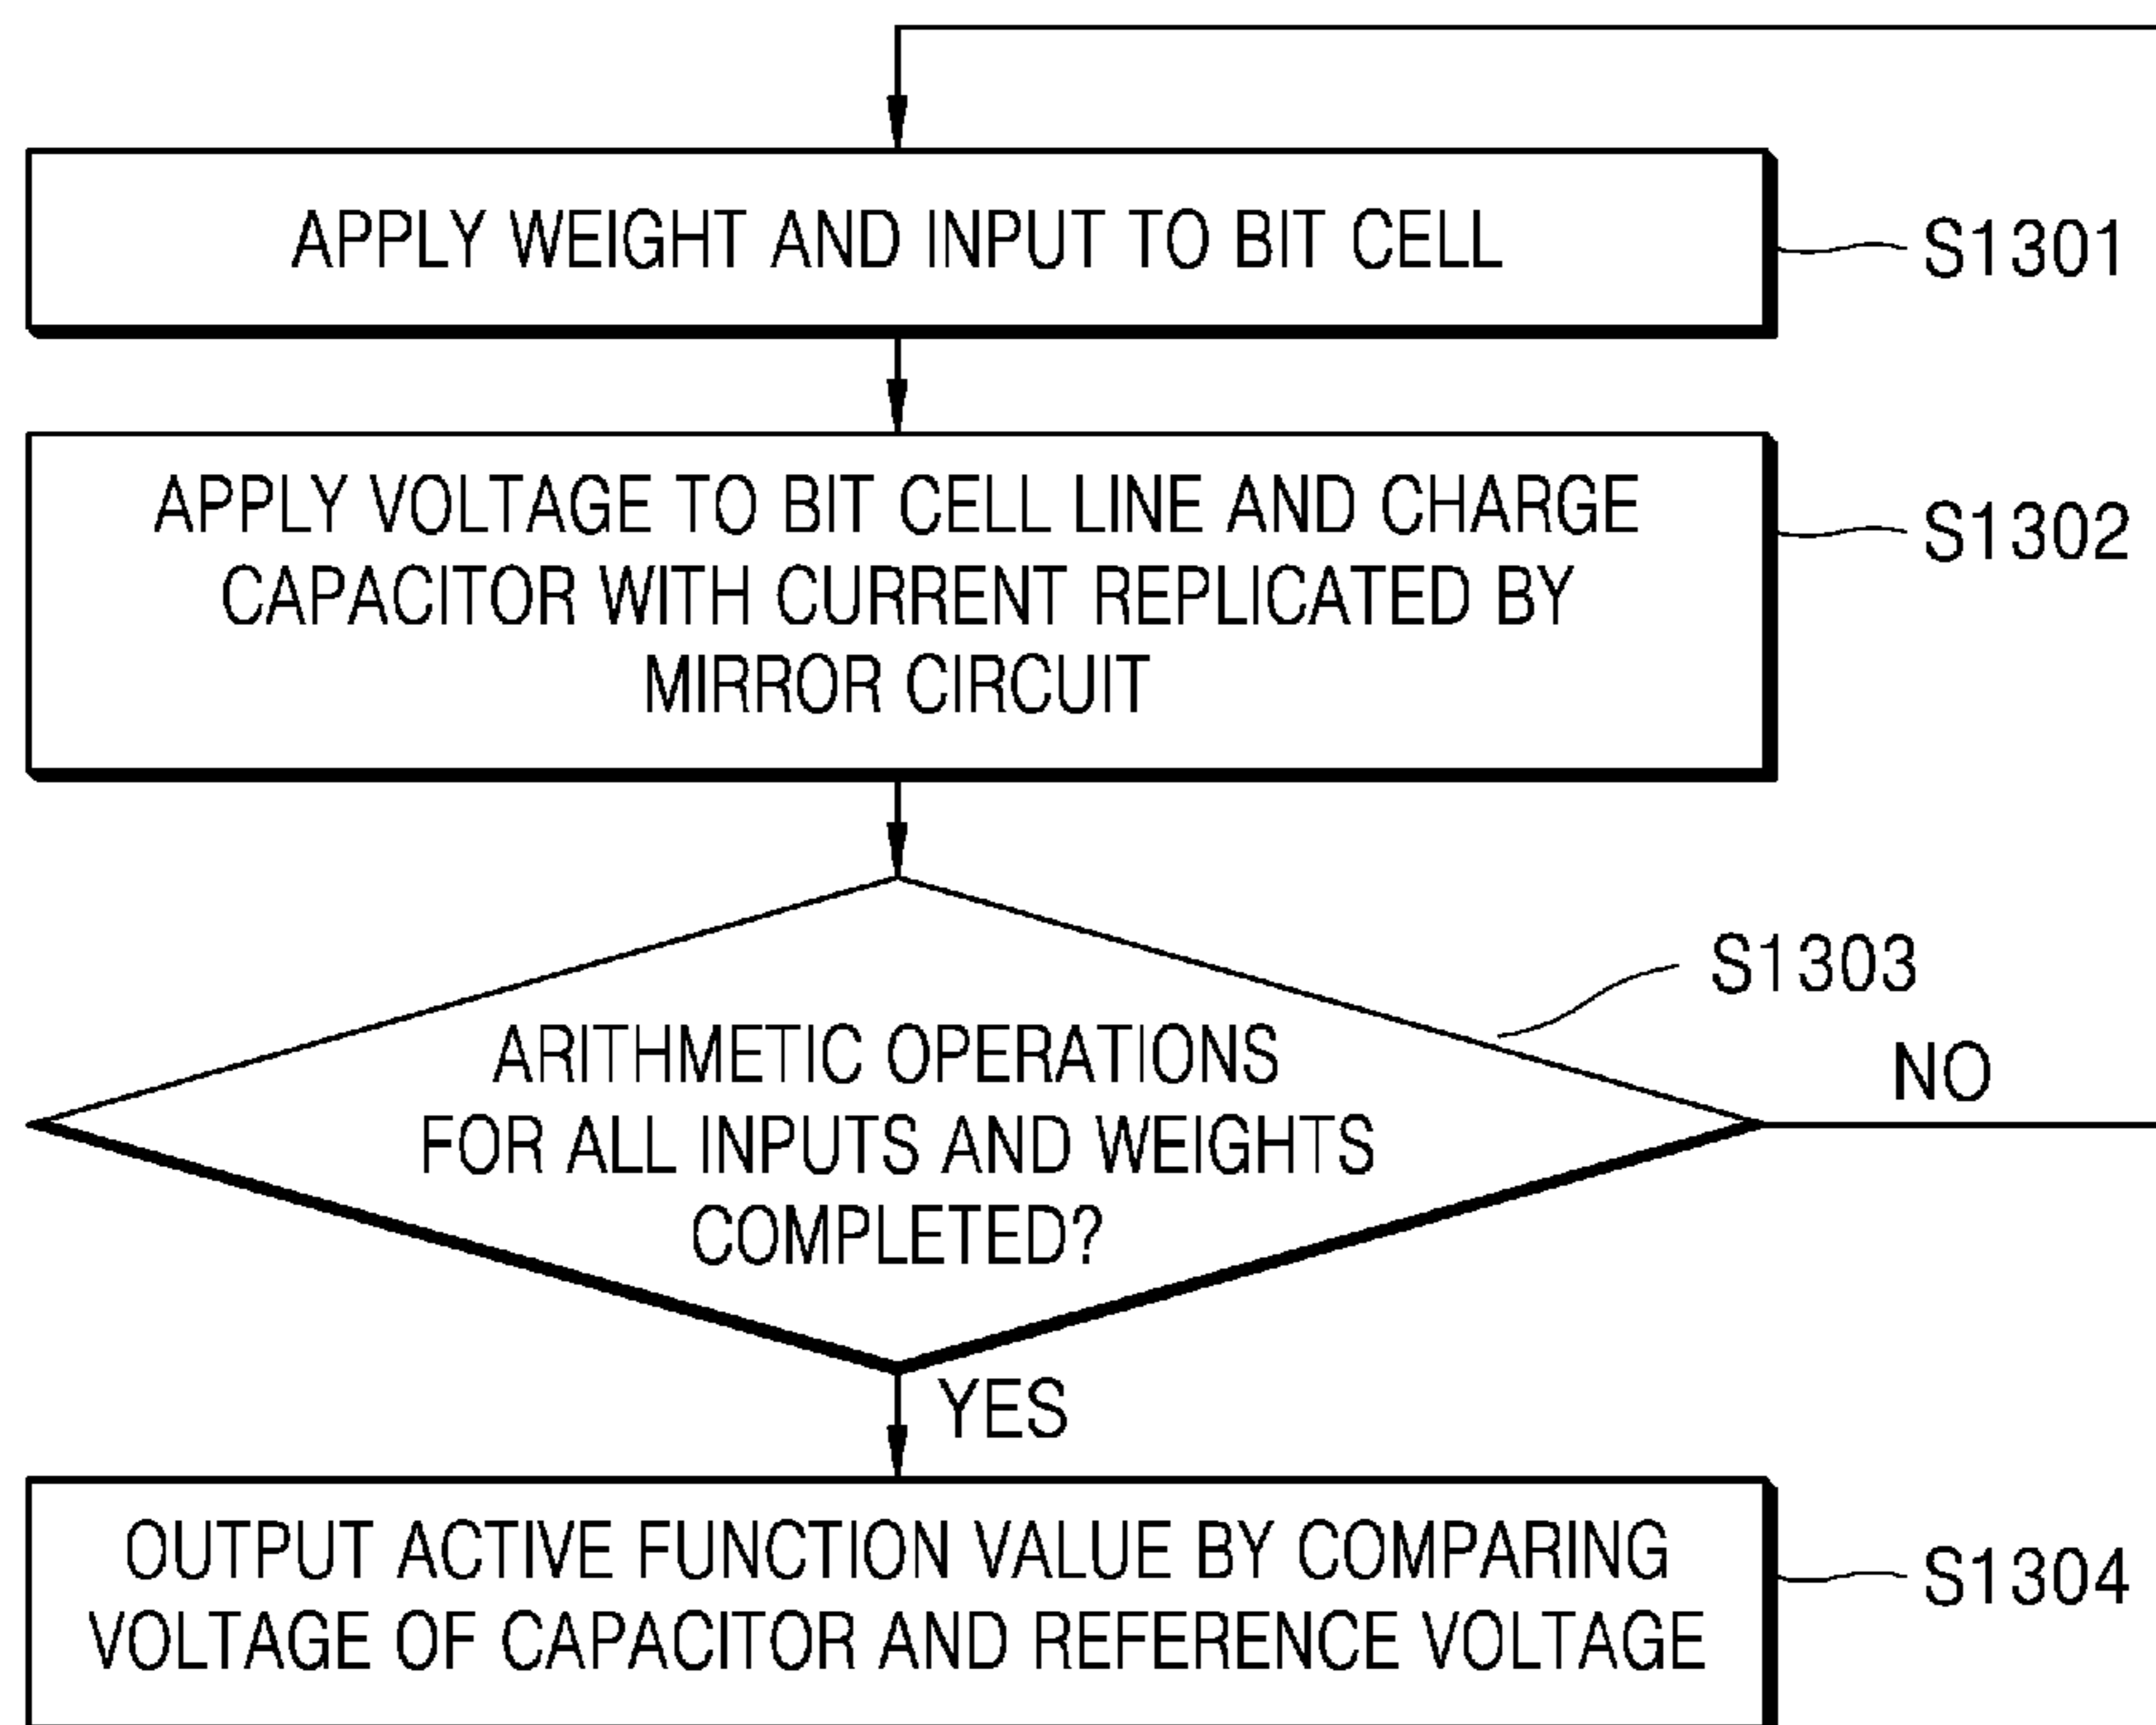 APPLY WEIGHT AND INPUT TO BIT CELL
S1301
APPLY VOLTAGE TO BIT CELL LINE AND CHARGE
CAPACITOR WITH CURRENT REPLICATED BY
MIRROR CIRCUIT
S1302
S1303
ARITHMETIC OPERATIONS
FOR ALL INPUTS AND WEIGHTS
COMPLETED?
NO
YES
OUTPUT ACTIVE FUNCTION VALUE BY COMPARING
VOLTAGE OF CAPACITOR AND REFERENCE VOLTAGE
S1304